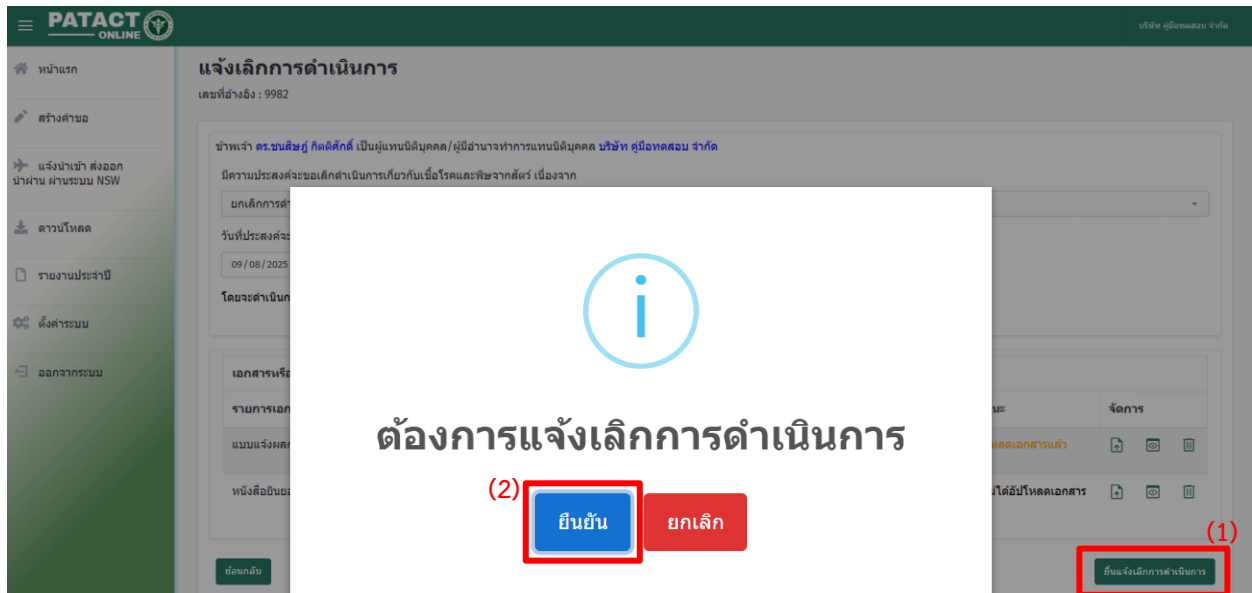 PATACT
ONLINE
บริษัท คู่มือทดสอบ จำกัด
หน้าแรก
สร้างคำขอ
แจ้งนำเข้า ส่งออก
นำผ่าน ผ่านระบบ NSW
ดาวน์โหลด
รายงานประจำปี
ตั้งค่าระบบ
ออกจากระบบ
แจ้งเลิกการดำเนินการ
เลขที่อ้างอิง : 9982
ข้าพเจ้า ดร.ชนสิษฎ์ กิตติศักดิ์ เป็นผู้แทนนิติบุคคล/ผู้มีอำนาจทำการแทนนิติบุคคล บริษัท คู่มือทดสอบ จำกัด
มีความประสงค์จะขอเลิกดำเนินการเกี่ยวกับเชื้อโรคและพิษจากสัตว์ เนื่องจาก
ยกเลิกการดำ
วันที่ประสงค์จะ
09/08/2025
โดยจะดำเนินก
เอกสารหรือ
รายการเอก
นะ
จัดการ
แบบแจ้งผล
หลดเอกสารแล้ว
หนังสือยินยอ
ได้อัปโหลดเอกสาร
ต้องการแจ้งเลิกการดำเนินการ
(2)
ยืนยัน
ยกเลิก
(1)
ย้อนกลับ
ยื่นแจ้งเลิกการดำเนินการ